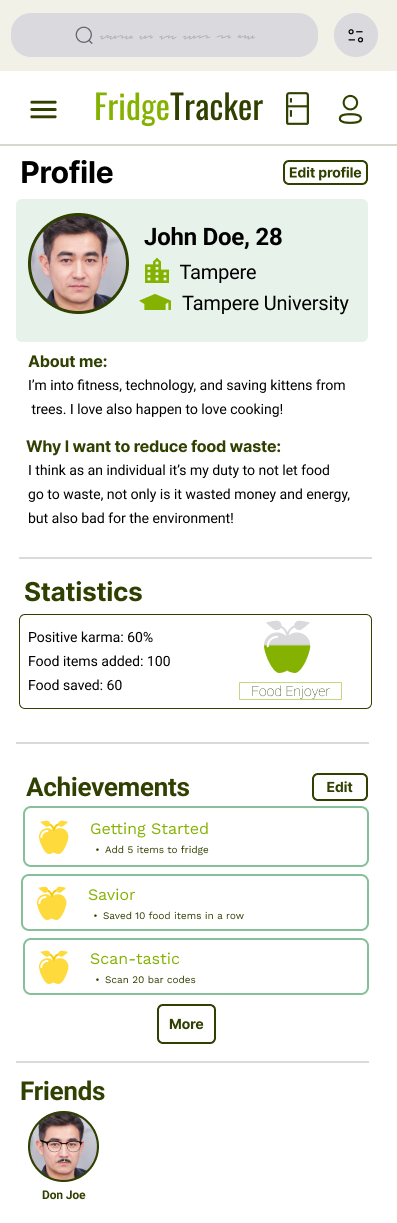 FridgeTracker
Profile
Edit profile
John Doe, 28
Tampere
Tampere University
About me:
I'm into fitness, technology, and saving kittens from
trees. I love also happen to love cooking!
Why I want to reduce food waste:
I think as an individual it's my duty to not let food
go to waste, not only is it wasted money and energy,
but also bad for the environment!
Statistics
Positive karma: 60%
Food items added: 100
Food saved: 60
Food Enjoyer
Achievements
Edit
Getting Started
• Add 5 items to fridge
Savior
• Saved 10 food items in a row
Scan-tastic
• Scan 20 bar codes
More
Friends
Don Joe